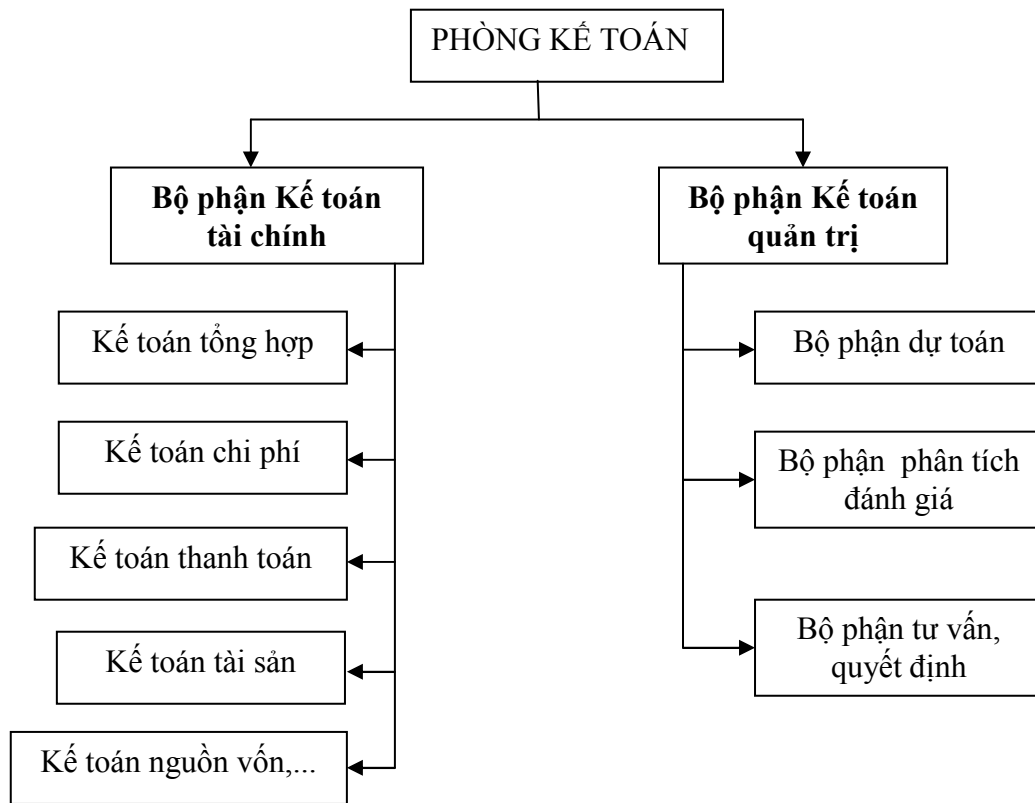 PHÒNG KẾ TOÁN
Bộ phận Kế toán
tài chính
Kế toán tổng hợp
Kế toán chi phí
Kế toán thanh toán
Kế toán tài sản
Kế toán nguồn vốn,...
Bộ phận Kế toán
quản trị
Bộ phận dự toán
Bộ phận phân tích
đánh giá
Bộ phận tư vấn,
quyết định